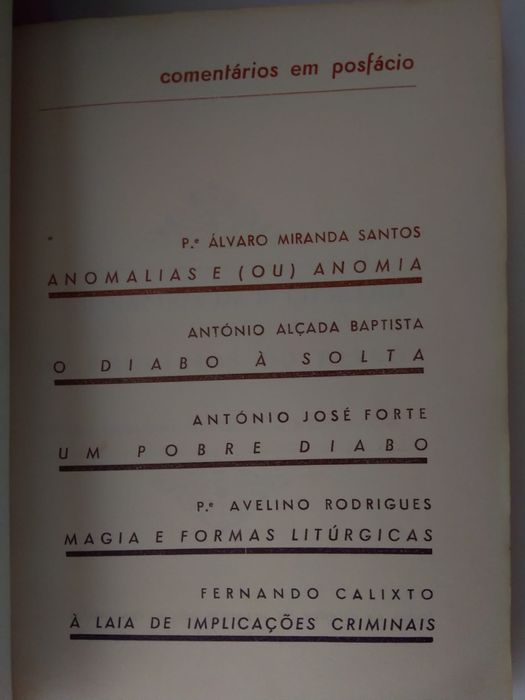 comentários em posfácio
P.e ÁLVARO MIRANDA SANTOS
ANOMALIAS E (OU) ANOMIA
ANTÓNIO ALÇADA BAPTISTA
O DIABO À SOLTA
ANTÓNIO JOSÉ FORTE
UM POBRE DIABO
P.e AVELINO RODRIGUES
MAGIA E FORMAS LITÚRGICAS
FERNANDO CALIXTO
À LAIA DE IMPLICAÇÕES CRIMINAIS